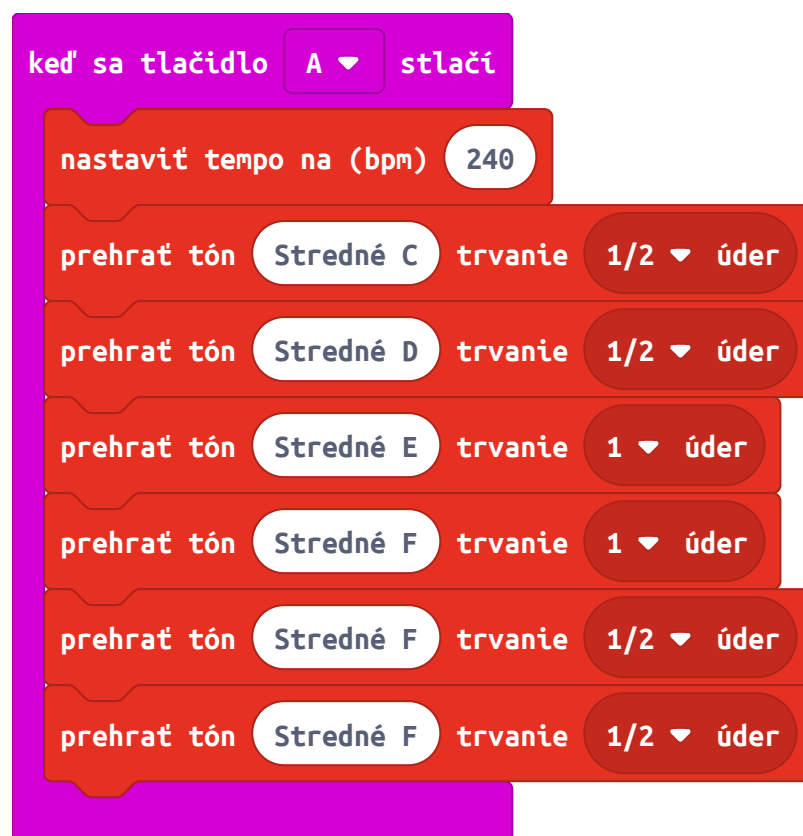 keď sa tlačidlo A stlačí
nastaviť tempo na (bpm) 240
prehrať tón Stredné C trvanie 1/2 úder
prehrať tón Stredné D trvanie 1/2 úder
prehrať tón Stredné E trvanie 1 úder
prehrať tón Stredné F trvanie 1 úder
prehrať tón Stredné F trvanie 1/2 úder
prehrať tón Stredné F trvanie 1/2 úder